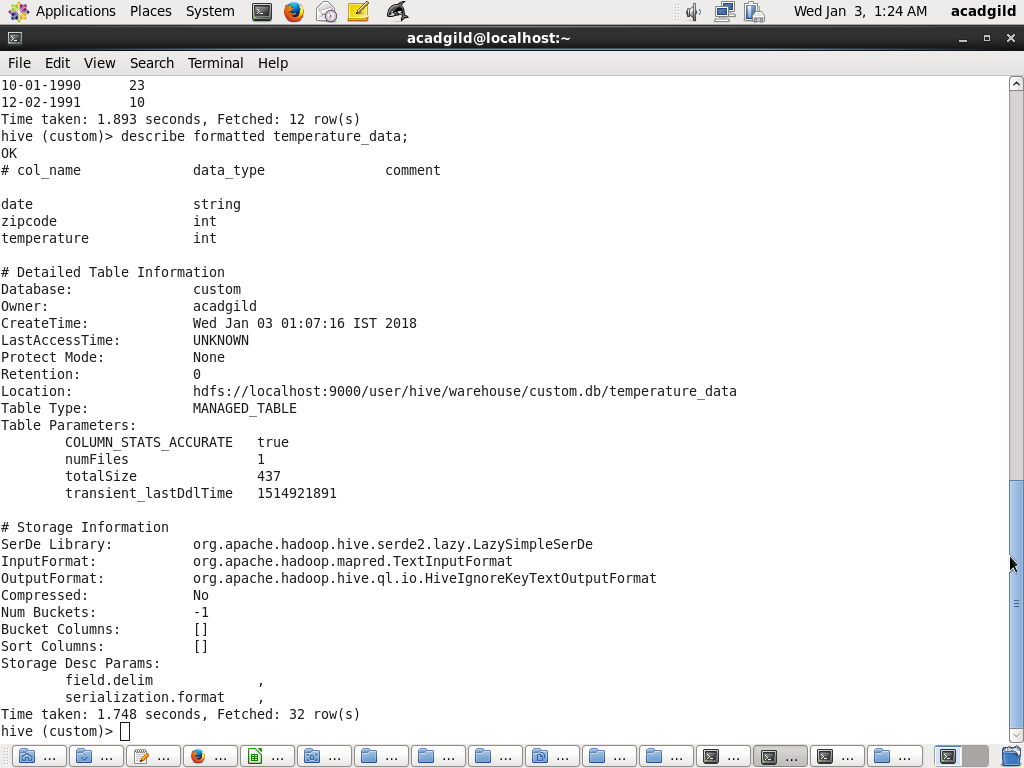 Applications Places System Wed Jan 3, 1:24 AM acadgild
acadgild@localhost:~
File Edit View Search Terminal Help
10-01-1990 23
12-02-1991 10
Time taken: 1.893 seconds, Fetched: 12 row(s)
hive (custom)> describe formatted temperature_data;
OK
# col_name data_type comment
date string
zipcode int
temperature int
# Detailed Table Information
Database: custom
Owner: acadgild
CreateTime: Wed Jan 03 01:07:16 IST 2018
LastAccessTime: UNKNOWN
Protect Mode: None
Retention: 0
Location: hdfs://localhost:9000/user/hive/warehouse/custom.db/temperature_data
Table Type: MANAGED_TABLE
Table Parameters:
COLUMN_STATS_ACCURATE true
numFiles 1
totalSize 437
transient_lastDdlTime 1514921891
# Storage Information
SerDe Library: org.apache.hadoop.hive.serde2.lazy.LazySimpleSerDe
InputFormat: org.apache.hadoop.mapred.TextInputFormat
OutputFormat: org.apache.hadoop.hive.ql.io.HiveIgnoreKeyTextOutputFormat
Compressed: No
Num Buckets: -1
Bucket Columns: []
Sort Columns: []
Storage Desc Params:
field.delim ,
serialization.format ,
Time taken: 1.748 seconds, Fetched: 32 row(s)
hive (custom)>
... ... ... ... ... ... ... ... ... ... ... ... ... ... ... ...